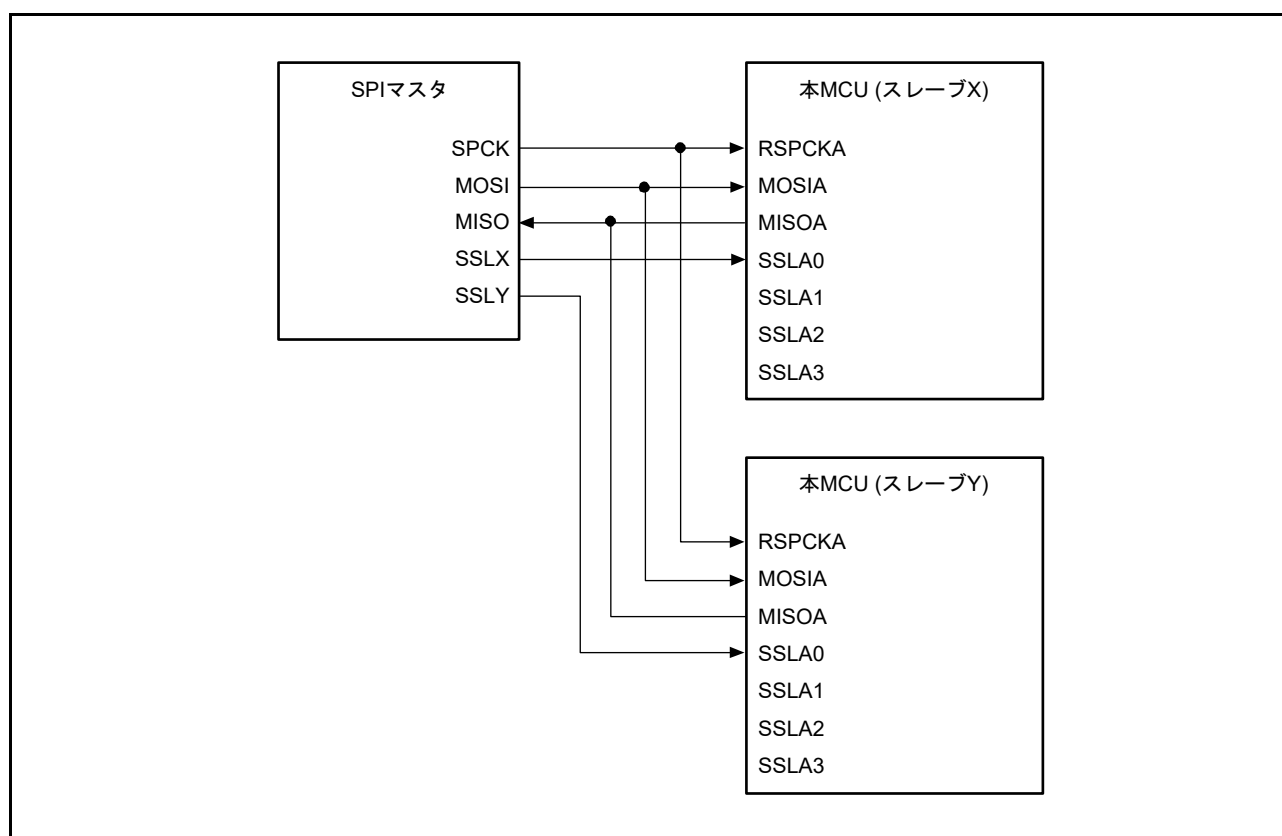 SPIマスタ
SPCK
MOSI
MISO
SSLX
SSLY
本MCU (スレーブX)
RSPCKA
MOSIA
MISOA
SSLA0
SSLA1
SSLA2
SSLA3
本MCU (スレーブY)
RSPCKA
MOSIA
MISOA
SSLA0
SSLA1
SSLA2
SSLA3